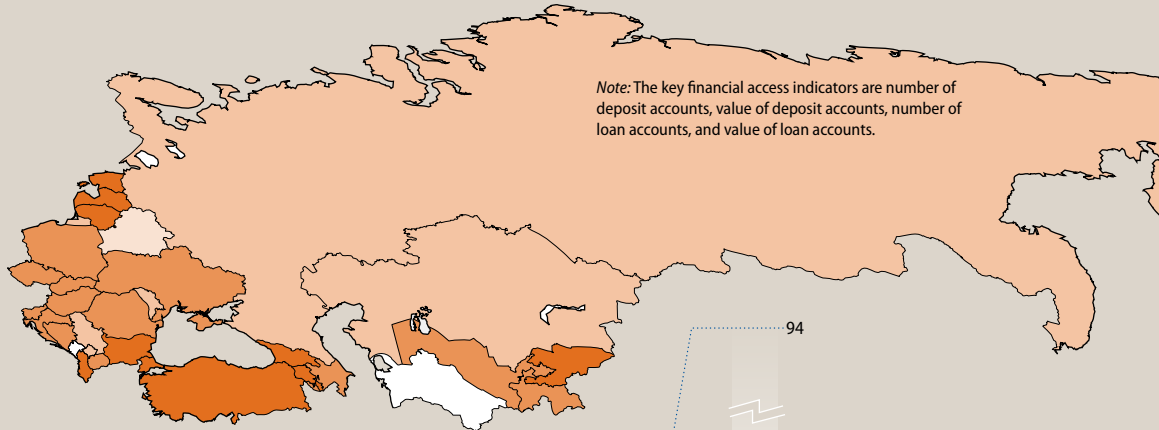 Note: The key financial access indicators are number of
deposit accounts, value of deposit accounts, number of
loan accounts, and value of loan accounts.
94